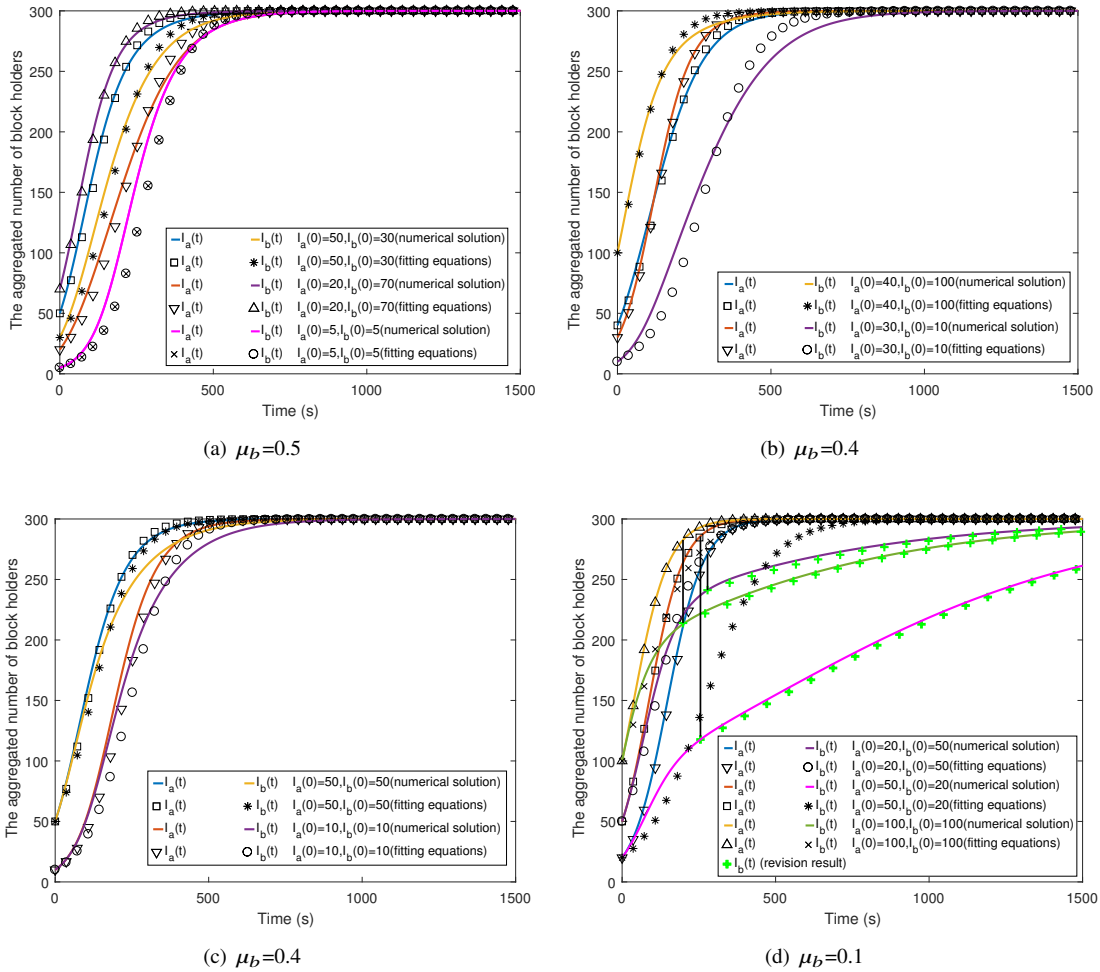 The aggregated number of block holders
300
250
200
150
100
50
0
I_a(t) I_b(t) I_a(0)=50,I_b(0)=30(numerical solution)
I_a(t) I_b(t) I_a(0)=50,I_b(0)=30(fitting equations)
I_a(t) I_b(t) I_a(0)=20,I_b(0)=70(numerical solution)
I_a(t) I_b(t) I_a(0)=20,I_b(0)=70(fitting equations)
I_a(t) I_b(t) I_a(0)=5,I_b(0)=5(numerical solution)
I_a(t) I_b(t) I_a(0)=5,I_b(0)=5(fitting equations)
0 500 1000 1500
Time (s)
(a) μ_b=0.5
The aggregated number of block holders
300
250
200
150
100
50
0
I_a(t) I_b(t) I_a(0)=40,I_b(0)=100(numerical solution)
I_a(t) I_b(t) I_a(0)=40,I_b(0)=100(fitting equations)
I_a(t) I_b(t) I_a(0)=30,I_b(0)=10(numerical solution)
I_a(t) I_b(t) I_a(0)=30,I_b(0)=10(fitting equations)
0 500 1000 1500
Time (s)
(b) μ_b=0.4
The aggregated number of block holders
300
250
200
150
100
50
0
I_a(t) I_b(t) I_a(0)=50,I_b(0)=50(numerical solution)
I_a(t) I_b(t) I_a(0)=50,I_b(0)=50(fitting equations)
I_a(t) I_b(t) I_a(0)=10,I_b(0)=10(numerical solution)
I_a(t) I_b(t) I_a(0)=10,I_b(0)=10(fitting equations)
0 500 1000 1500
Time (s)
(c) μ_b=0.4
The aggregated number of block holders
300
250
200
150
100
50
0
I_a(t) I_b(t) I_a(0)=20,I_b(0)=50(numerical solution)
I_a(t) I_b(t) I_a(0)=20,I_b(0)=50(fitting equations)
I_a(t) I_b(t) I_a(0)=50,I_b(0)=20(numerical solution)
I_a(t) I_b(t) I_a(0)=50,I_b(0)=20(fitting equations)
I_a(t) I_b(t) I_a(0)=100,I_b(0)=100(numerical solution)
I_a(t) I_b(t) I_a(0)=100,I_b(0)=100(fitting equations)
I_b(t) (revision result)
0 500 1000 1500
Time (s)
(d) μ_b=0.1